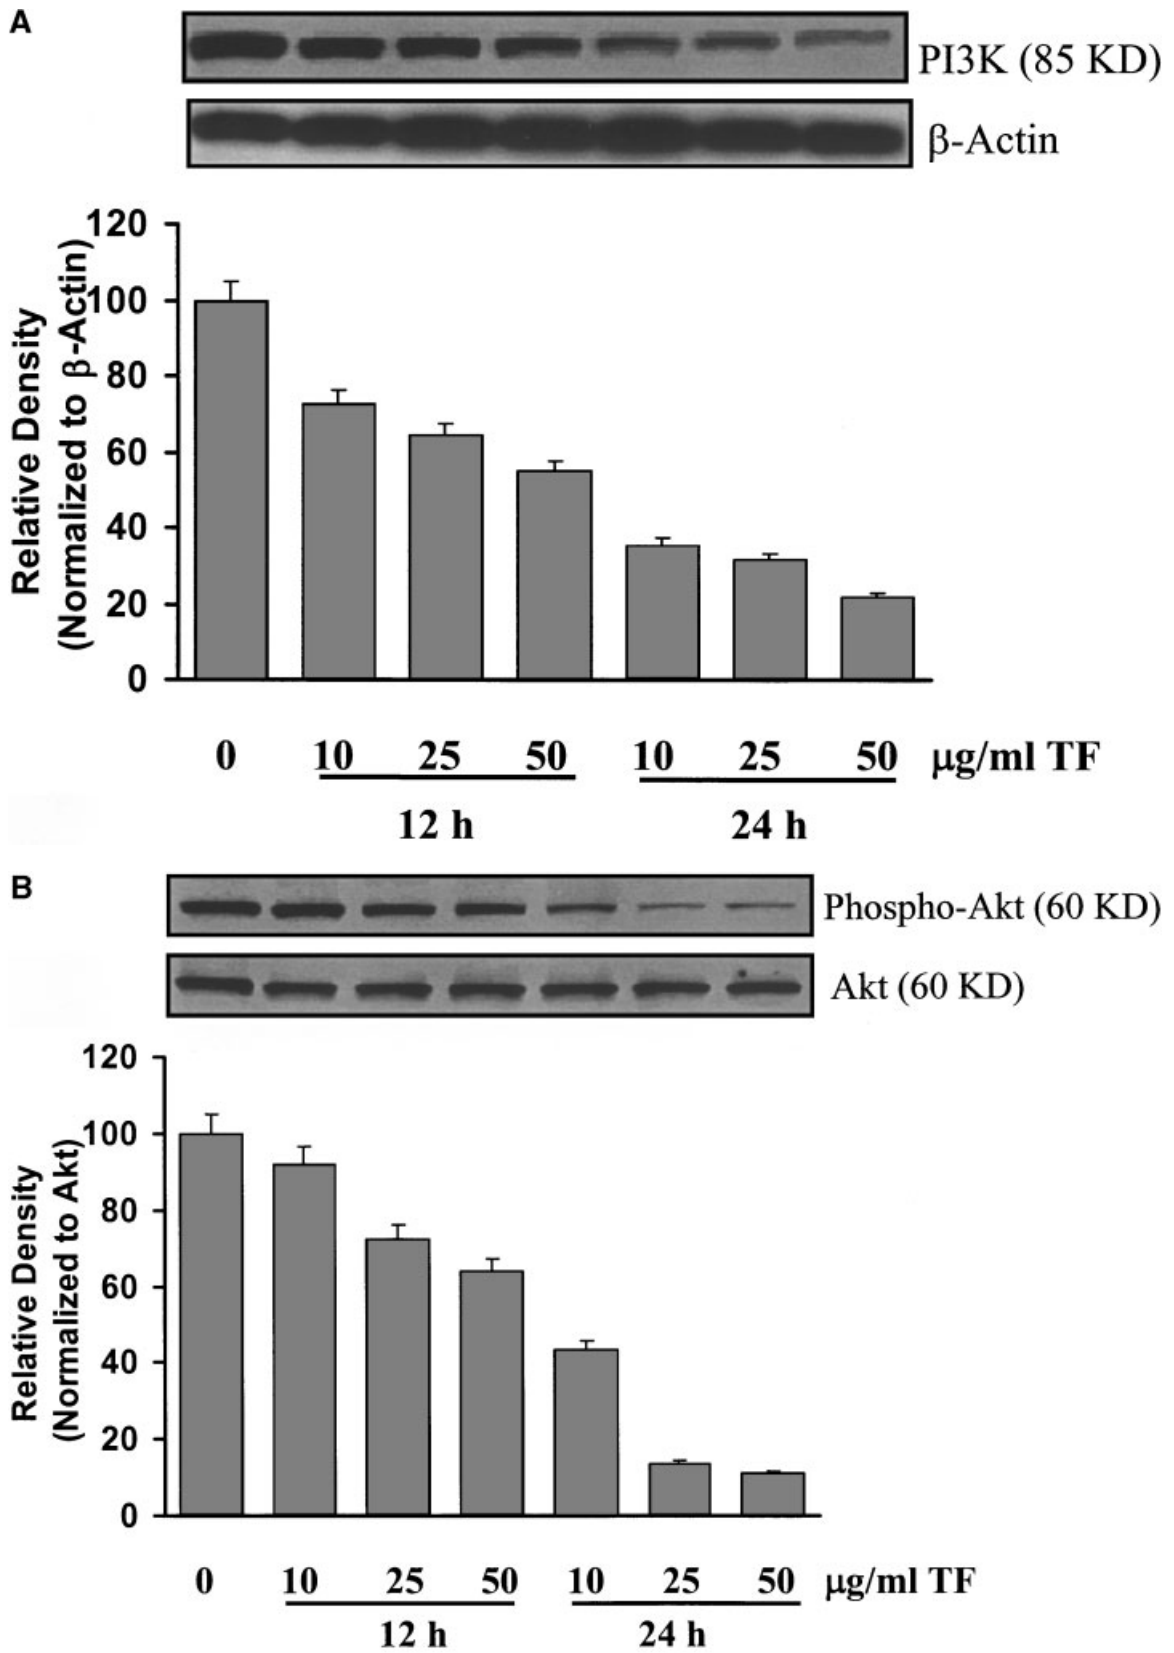 A
PI3K (85 KD)
β-Actin
Relative Density
(Normalized to β-Actin)
120
100
80
60
40
20
0
0 10 25 50 10 25 50 μg/ml TF
12 h 24 h
B
Phospho-Akt (60 KD)
Akt (60 KD)
Relative Density
(Normalized to Akt)
120
100
80
60
40
20
0
0 10 25 50 10 25 50 μg/ml TF
12 h 24 h